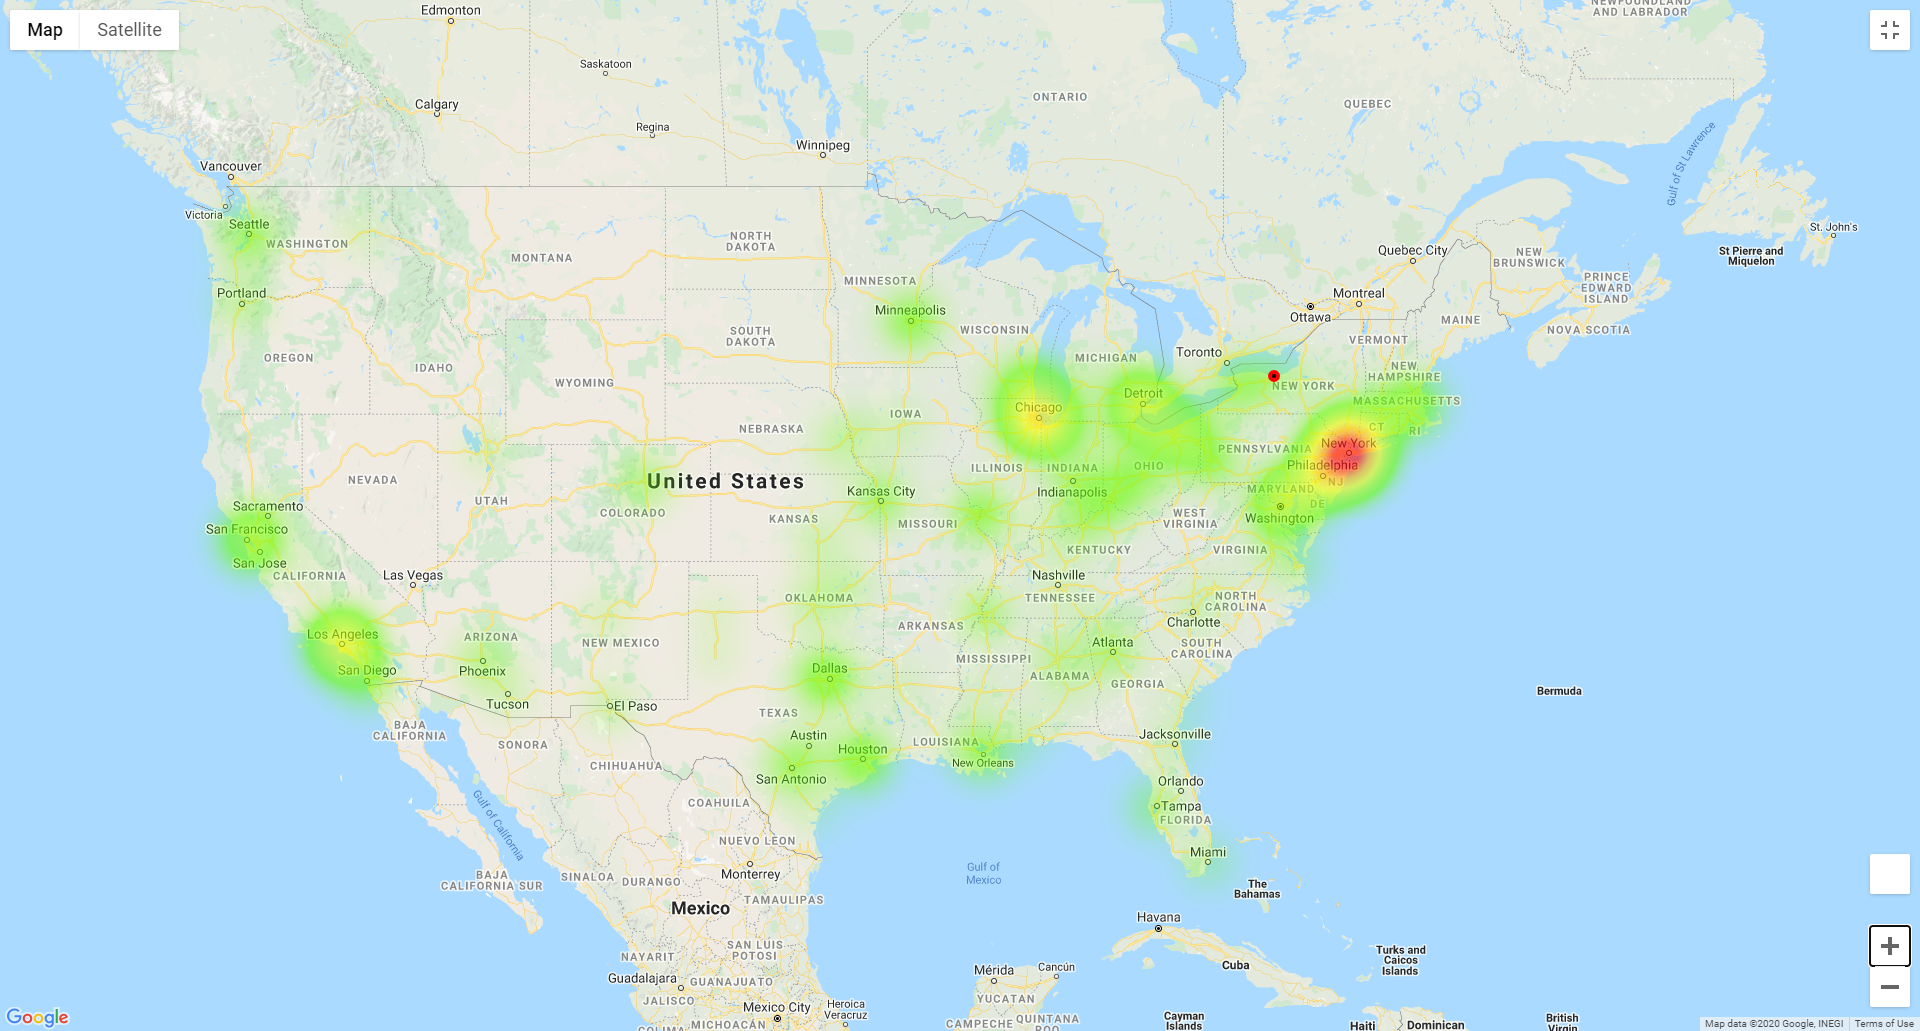 Map
Satellite
Edmonton
NEWFOUNDLAND
AND LABRADOR
Saskatoon
Calgary
ONTARIO
QUEBEC
Regina
Winnipeg
Gulf of St Lawrence
Vancouver
Victoria
Seattle
WASHINGTON
St. John's
NORTH
DAKOTA
MONTANA
Quebec City
NEW
BRUNSWICK
St Pierre and
Miquelon
MINNESOTA
PRINCE
EDWARD
ISLAND
Portland
Montreal
Minneapolis
Ottawa
WISCONSIN
MAINE
NOVA SCOTIA
SOUTH
DAKOTA
VERMONT
OREGON
IDAHO
Toronto
MICHIGAN
NEW
HAMPSHIRE
WYOMING
NEW YORK
Detroit
MASSACHUSETTS
Chicago
IOWA
NEBRASKA
CT
RI
New York
PENNSYLVANIA
Philadelphia
ILLINOIS
INDIANA
OHIO
NEVADA
United States
NJ
Kansas City
Indianapolis
MARYLAND
UTAH
DE
Sacramento
COLORADO
KANSAS
MISSOURI
WEST
VIRGINIA
Washington
San Francisco
KENTUCKY
VIRGINIA
San Jose
CALIFORNIA
Las Vegas
Nashville
OKLAHOMA
TENNESSEE
NORTH
CAROLINA
ARKANSAS
Charlotte
Los Angeles
ARIZONA
NEW MEXICO
Atlanta
SOUTH
CAROLINA
MISSISSIPPI
Phoenix
San Diego
Dallas
ALABAMA
GEORGIA
Bermuda
Tucson
El Paso
TEXAS
BAJA
CALIFORNIA
SONORA
Austin
Houston
LOUISIANA
Jacksonville
New Orleans
CHIHUAHUA
San Antonio
Orlando
COAHUILA
Tampa
FLORIDA
Gulf of California
NUEVO LEON
Miami
Gulf of
Mexico
BAJA
CALIFORNIA SUR
SINALOA
DURANGO
Monterrey
The
Bahamas
TAMAULIPAS
Mexico
Havana
SAN LUIS
POTOSI
NAYARIT
Turks and
Caicos
Islands
Cuba
Mérida
Cancún
Guadalajara
GUANAJUATO
JALISCO
YUCATAN
Mexico City
Heroica
Veracruz
Google
COLIMA
MICHOACÁN
CAMPECHE
QUINTANA
ROO
Cayman
Islands
Haiti
Dominican
British
Virgin
Map data ©2020 Google, INEGI
Terms of Use